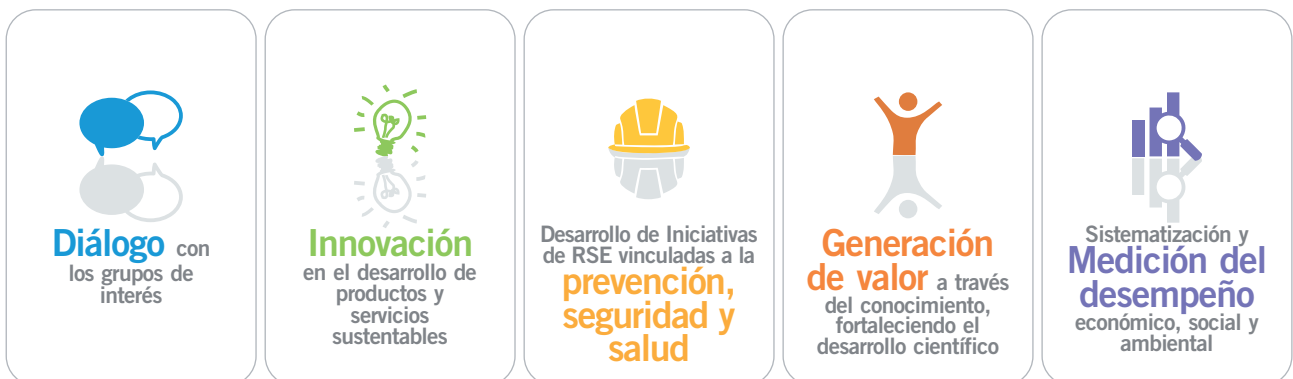 Diálogo con
los grupos de
interés
Innovación
en el desarrollo de
productos y
servicios
sustentables
Desarrollo de Iniciativas
de RSE vinculadas a la
prevención,
seguridad y
salud
Generación
de valor a través
del conocimiento,
fortaleciendo el
desarrollo científico
Sistematización y
Medición del
desempeño
económico, social y
ambiental